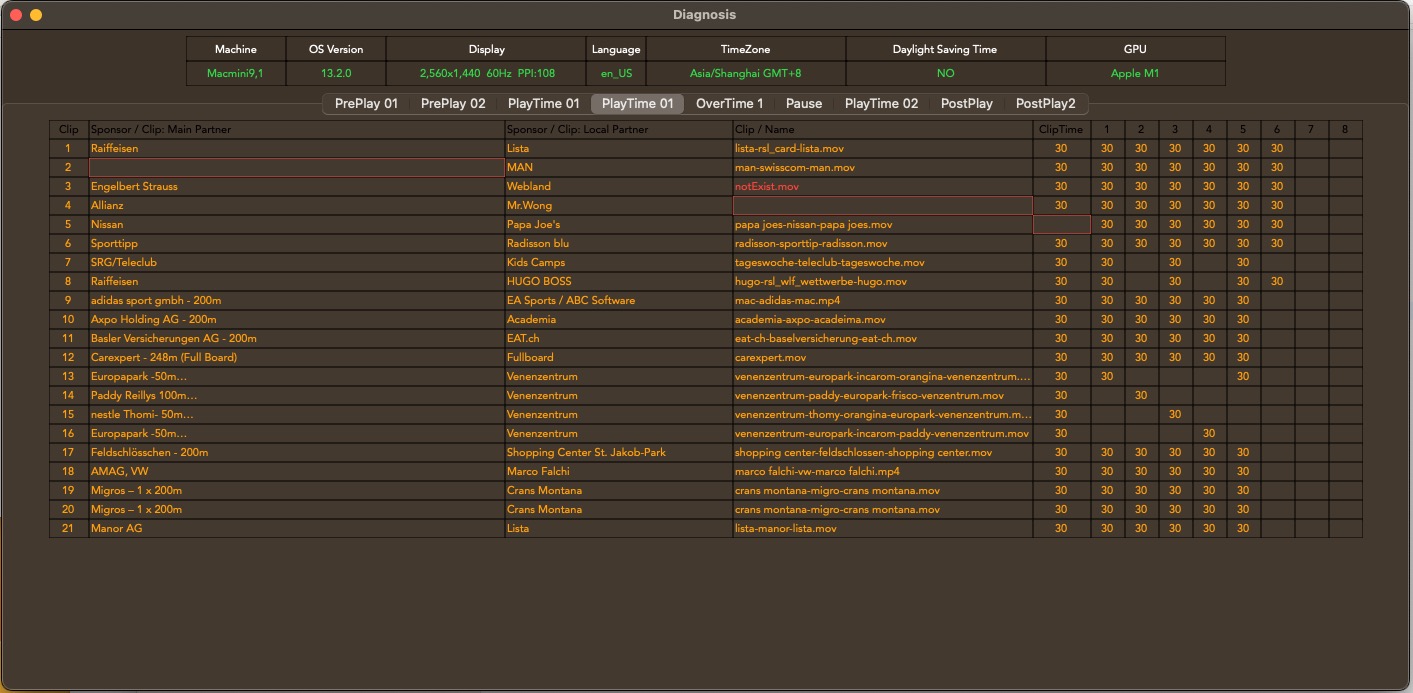 Diagnosis
Machine OS Version Display Language TimeZone Daylight Saving Time GPU
Macmini9,1 13.2.0 2,560x1,440 60Hz PPI:108 en_US Asia/Shanghai GMT+8 NO Apple M1
PrePlay 01 PrePlay 02 PlayTime 01 PlayTime 01 OverTime 1 Pause PlayTime 02 PostPlay PostPlay2
Clip Sponsor / Clip: Main Partner Sponsor / Clip: Local Partner Clip / Name ClipTime 1 2 3 4 5 6 7 8
1 Raiffeisen Lista lista-rsl_card-lista.mov 30 30 30 30 30 30 30
2 MAN man-swisscom-man.mov 30 30 30 30 30 30 30
3 Engelbert Strauss Webland notExist.mov 30 30 30 30 30 30 30
4 Allianz Mr.Wong 30 30 30 30 30 30 30
5 Nissan Papa Joe's papa joes-nissan-papa joes.mov 30 30 30 30 30 30
6 Sporttipp Radisson blu radisson-sporttip-radisson.mov 30 30 30 30 30 30 30
7 SRG/Teleclub Kids Camps tageswoche-teleclub-tageswoche.mov 30 30 30 30
8 Raiffeisen HUGO BOSS hugo-rsl_wlf_wettwerbe-hugo.mov 30 30 30 30 30
9 adidas sport gmbh - 200m EA Sports / ABC Software mac-adidas-mac.mp4 30 30 30 30 30 30
10 Axpo Holding AG - 200m Academia academia-axpo-acadeima.mov 30 30 30 30 30 30
11 Basler Versicherungen AG - 200m EAT.ch eat-ch-baselversicherung-eat-ch.mov 30 30 30 30 30 30
12 Carexpert - 248m (Full Board) Fullboard carexpert.mov 30 30 30 30 30 30
13 Europapark -50m... Venenzentrum venenzentrum-europark-incarom-orangina-venenzentrum.... 30 30 30
14 Paddy Reillys 100m... Venenzentrum venenzentrum-paddy-europark-frisco-venzentrum.mov 30 30
15 nestle Thomi- 50m... Venenzentrum venenzentrum-thomy-orangina-europark-venenzentrum.m... 30 30
16 Europapark -50m... Venenzentrum venenzentrum-europark-incarom-paddy-venenzentrum.mov 30 30
17 Feldschlösschen - 200m Shopping Center St. Jakob-Park shopping center-feldschlossen-shopping center.mov 30 30 30 30 30 30
18 AMAG, VW Marco Falchi marco falchi-vw-marco falchi.mp4 30 30 30 30 30 30
19 Migros – 1 x 200m Crans Montana crans montana-migro-crans montana.mov 30 30 30 30 30 30
20 Migros – 1 x 200m Crans Montana crans montana-migro-crans montana.mov 30 30 30 30 30 30
21 Manor AG Lista lista-manor-lista.mov 30 30 30 30 30 30